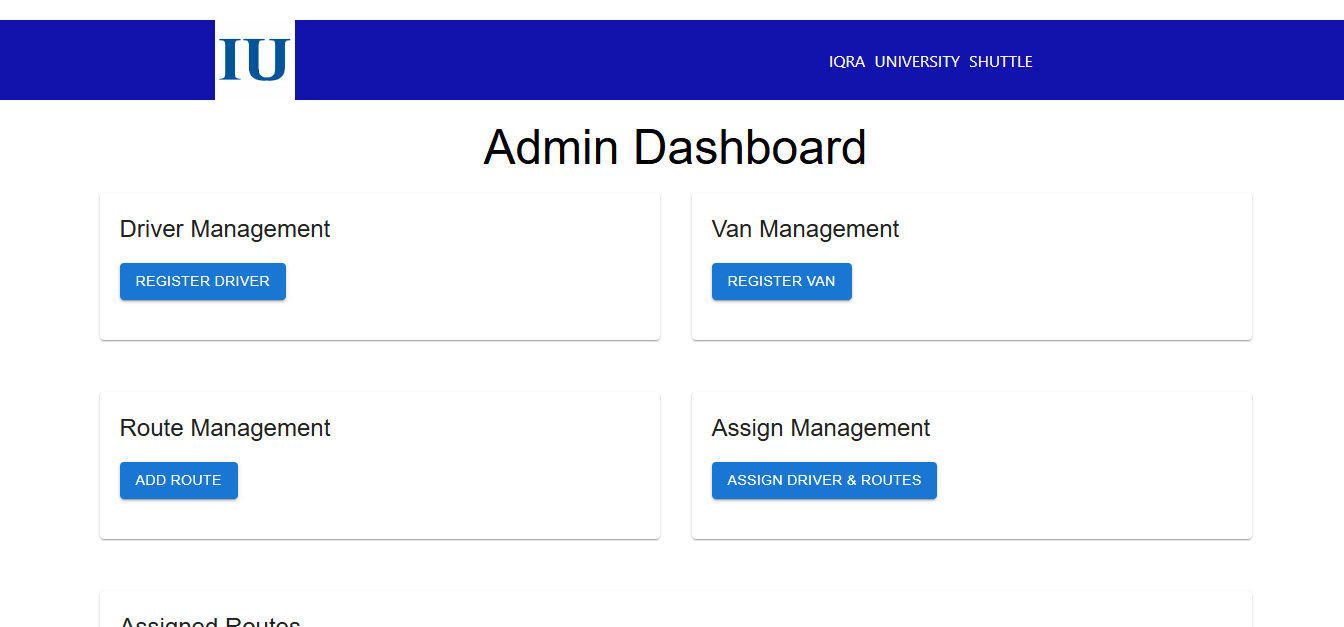 IU
IQRA UNIVERSITY SHUTTLE
Admin Dashboard
Driver Management
REGISTER DRIVER
Van Management
REGISTER VAN
Route Management
ADD ROUTE
Assign Management
ASSIGN DRIVER & ROUTES
Assigned Routes